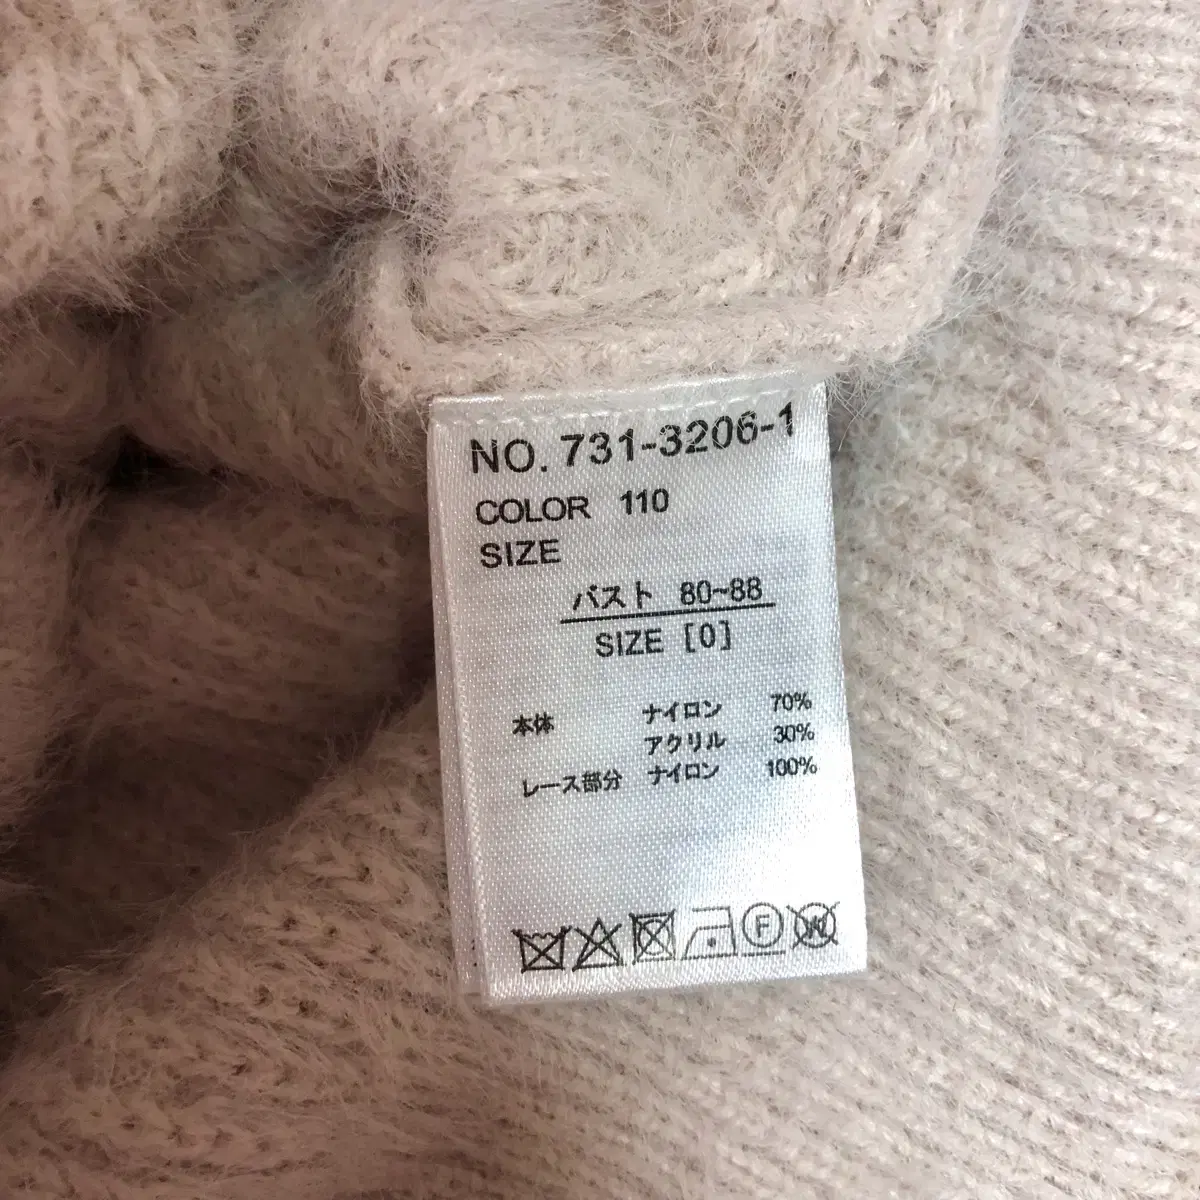 NO. 731-3206-1
COLOR 110
SIZE
バスト 80~88
SIZE [0]
本体 ナイロン 70%
アクリル 30%
レース部分 ナイロン 100%
F W